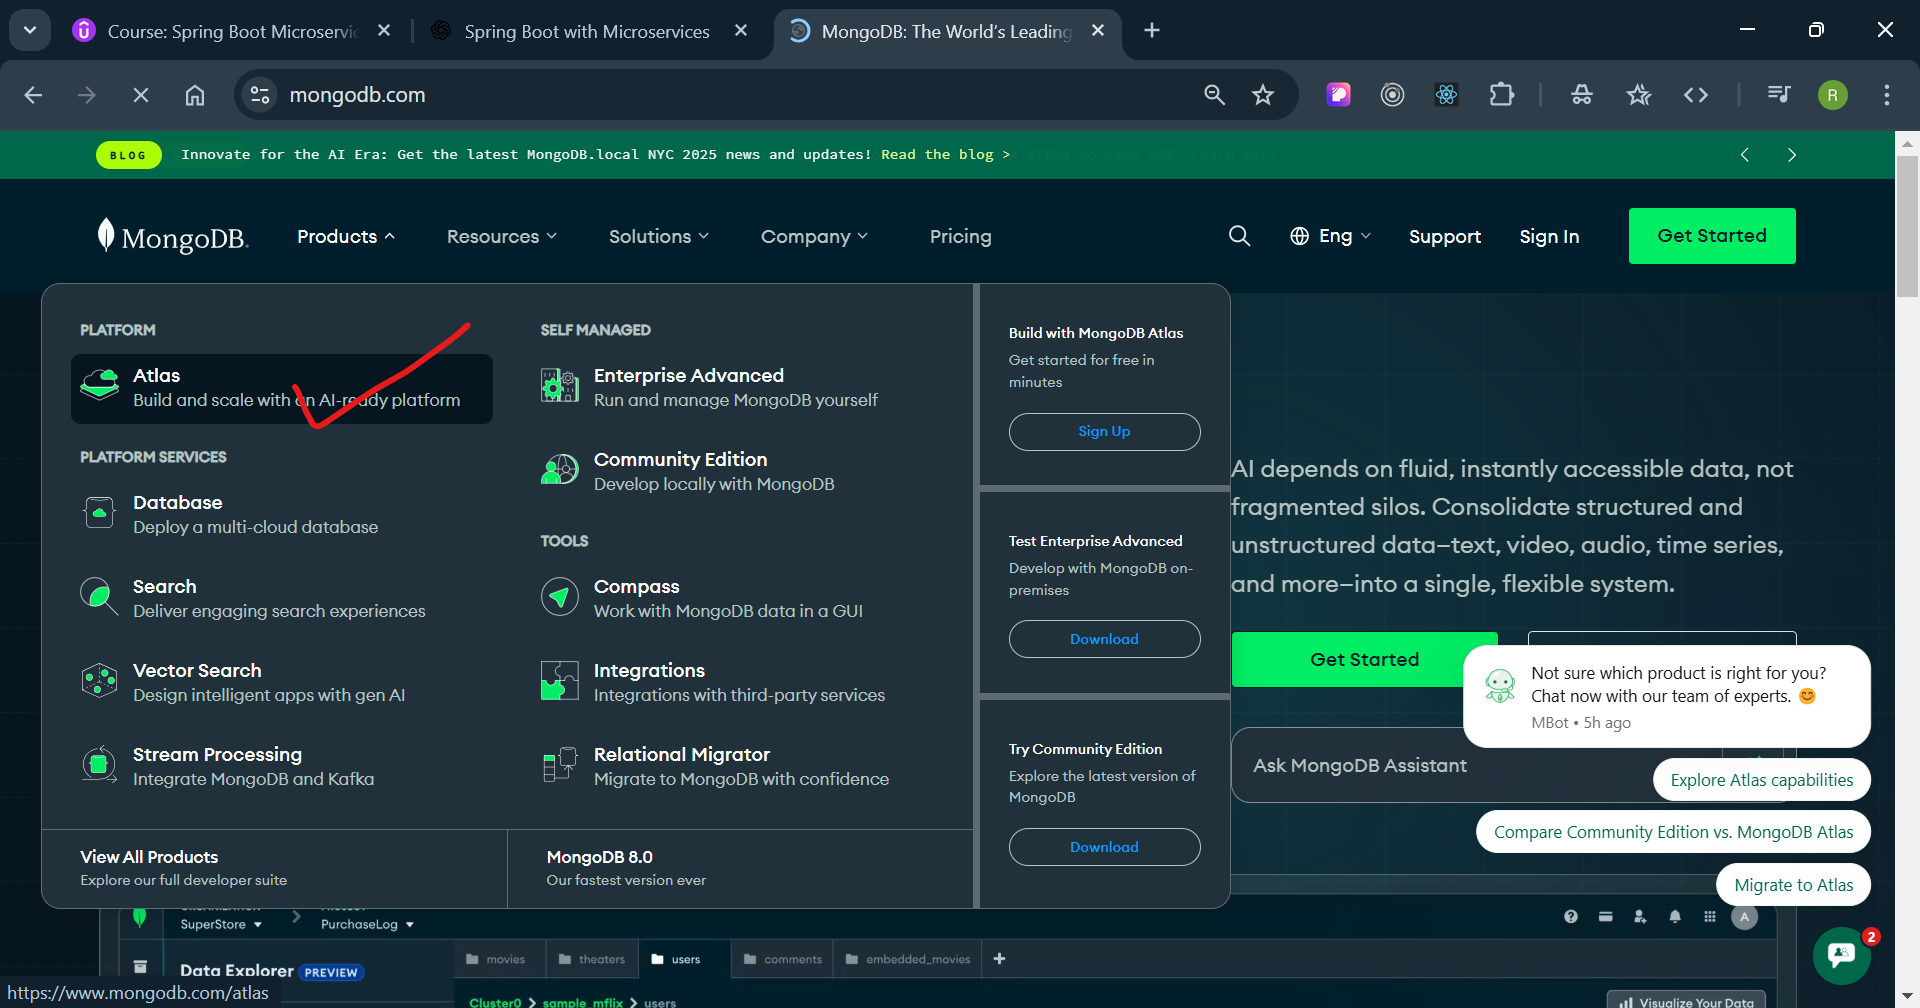 Course: Spring Boot Microservic
Spring Boot with Microservices
MongoDB: The World's Leading
mongodb.com
R
BLOG
Innovate for the AI Era: Get the latest MongoDB.local NYC 2025 news and updates! Read the blog >
MongoDB.
Products
Resources
Solutions
Company
Pricing
Eng
Support
Sign In
Get Started
PLATFORM
Atlas
Build and scale with an AI-ready platform
PLATFORM SERVICES
Database
Deploy a multi-cloud database
Search
Deliver engaging search experiences
Vector Search
Design intelligent apps with gen AI
Stream Processing
Integrate MongoDB and Kafka
SELF MANAGED
Enterprise Advanced
Run and manage MongoDB yourself
Community Edition
Develop locally with MongoDB
TOOLS
Compass
Work with MongoDB data in a GUI
Integrations
Integrations with third-party services
Relational Migrator
Migrate to MongoDB with confidence
View All Products
Explore our full developer suite
MongoDB 8.0
Our fastest version ever
Build with MongoDB Atlas
Get started for free in
minutes
Sign Up
Test Enterprise Advanced
Develop with MongoDB on-
premises
Download
Try Community Edition
Explore the latest version of
MongoDB
Download
AI depends on fluid, instantly accessible data, not
fragmented silos. Consolidate structured and
unstructured data—text, video, audio, time series,
and more—into a single, flexible system.
Get Started
Not sure which product is right for you?
Chat now with our team of experts. 😊
MBot • 5h ago
Ask MongoDB Assistant
Explore Atlas capabilities
Compare Community Edition vs. MongoDB Atlas
Migrate to Atlas
2
SuperStore
PurchaseLog
A
Data Explorer PREVIEW
movies
theaters
users
comments
embedded_movies
Cluster0 > sample_mflix > users
Visualize Your Data
https://www.mongodb.com/atlas